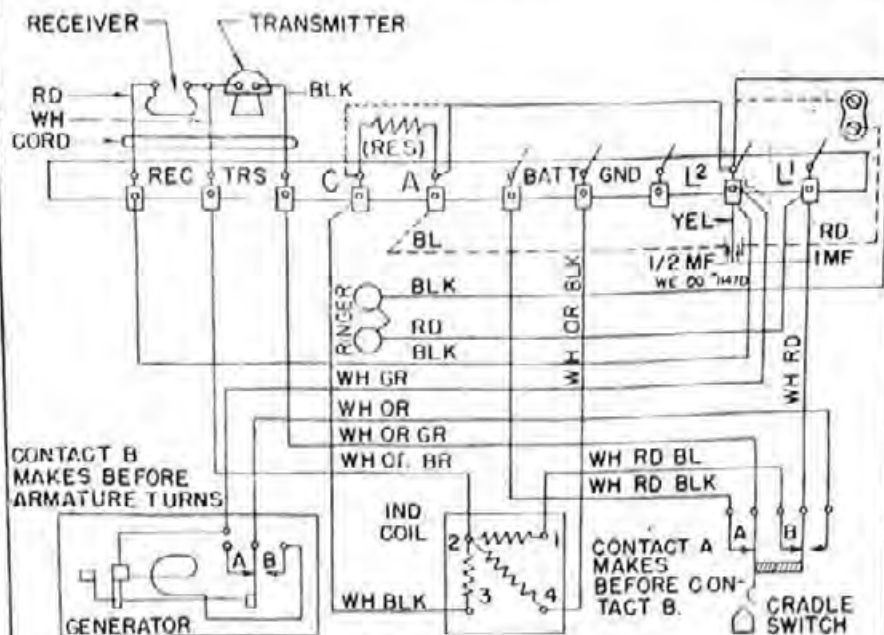 RECEIVER
TRANSMITTER
RD
BLK
WH
CORD
(RES)
REC TRS C A BATT GND L² L¹
BL
YEL
RD
1/2 MF
1MF
BLK
RINGER
RD
BLK
WH OR BLK
WH RD
WH GR
WH OR
WH OR GR
WH OR BR
CONTACT B
MAKES BEFORE
ARMATURE TURNS
WH RD BL
WH RD BLK
IND
COIL
2 1
3 4
A B
A B
CONTACT A
MAKES
BEFORE CON-
TACT B.
WH BLK
GENERATOR
CRADLE
SWITCH